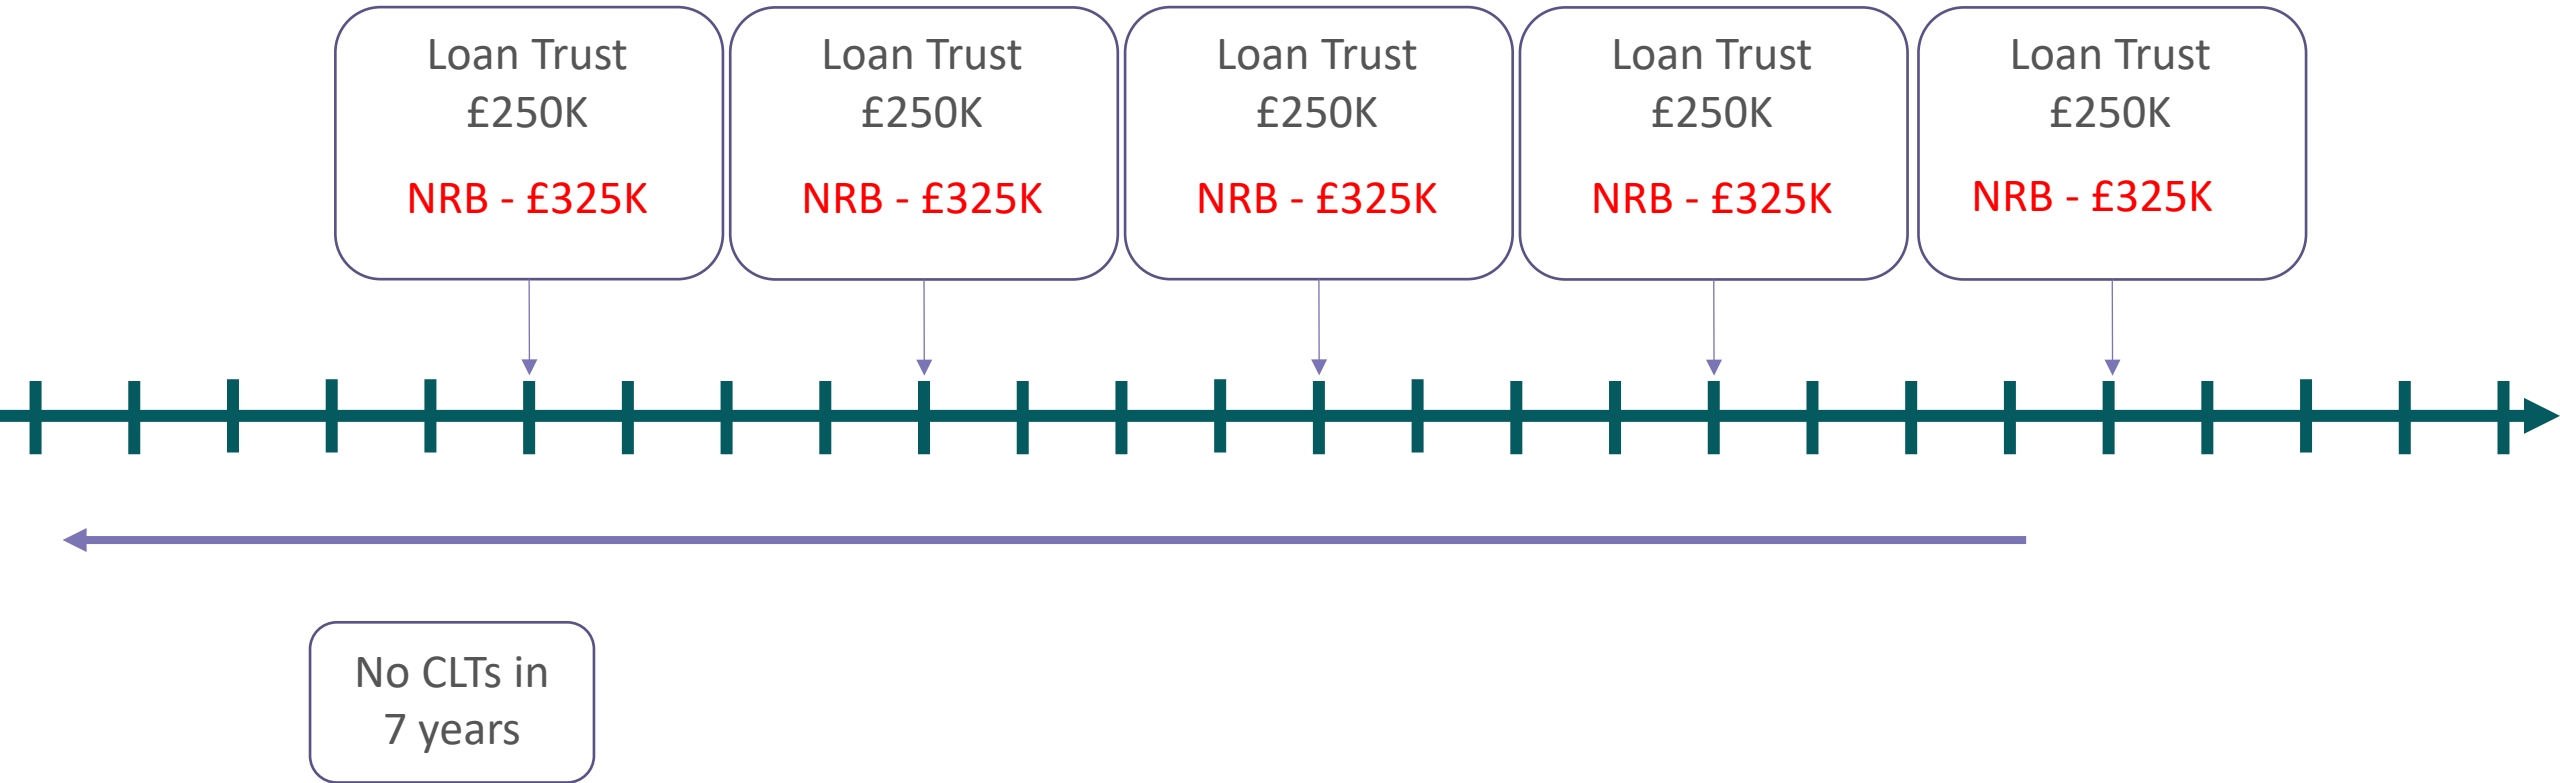 Loan Trust
£250K
NRB - £325K
Loan Trust
£250K
NRB - £325K
Loan Trust
£250K
NRB - £325K
Loan Trust
£250K
NRB - £325K
Loan Trust
£250K
NRB - £325K
No CLTs in
7 years